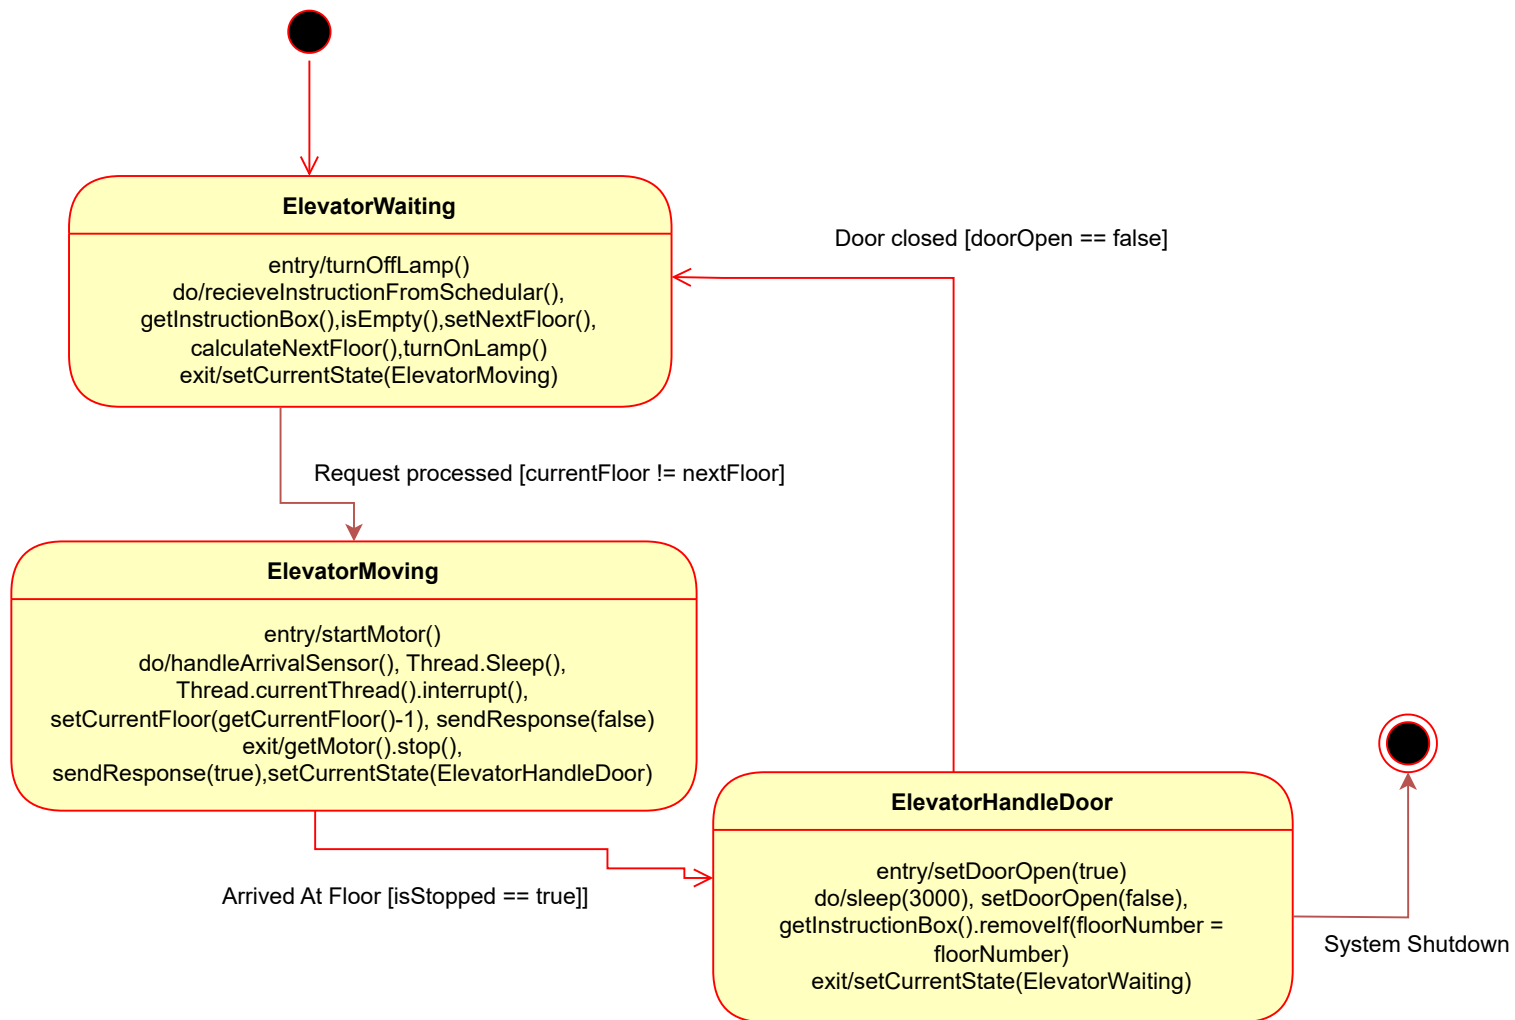 ElevatorWaiting
entry/turnOffLamp()
do/recieveInstructionFromSchedular(),
getInstructionBox(),isEmpty(),setNextFloor(),
calculateNextFloor(),turnOnLamp()
exit/setCurrentState(ElevatorMoving)
Door closed [doorOpen == false]
Request processed [currentFloor != nextFloor]
ElevatorMoving
entry/startMotor()
do/handleArrivalSensor(), Thread.Sleep(),
Thread.currentThread().interrupt(),
setCurrentFloor(getCurrentFloor()-1), sendResponse(false)
exit/getMotor().stop(),
sendResponse(true),setCurrentState(ElevatorHandleDoor)
Arrived At Floor [isStopped == true]]
ElevatorHandleDoor
entry/setDoorOpen(true)
do/sleep(3000), setDoorOpen(false),
getInstructionBox().removeIf(floorNumber =
floorNumber)
exit/setCurrentState(ElevatorWaiting)
System Shutdown